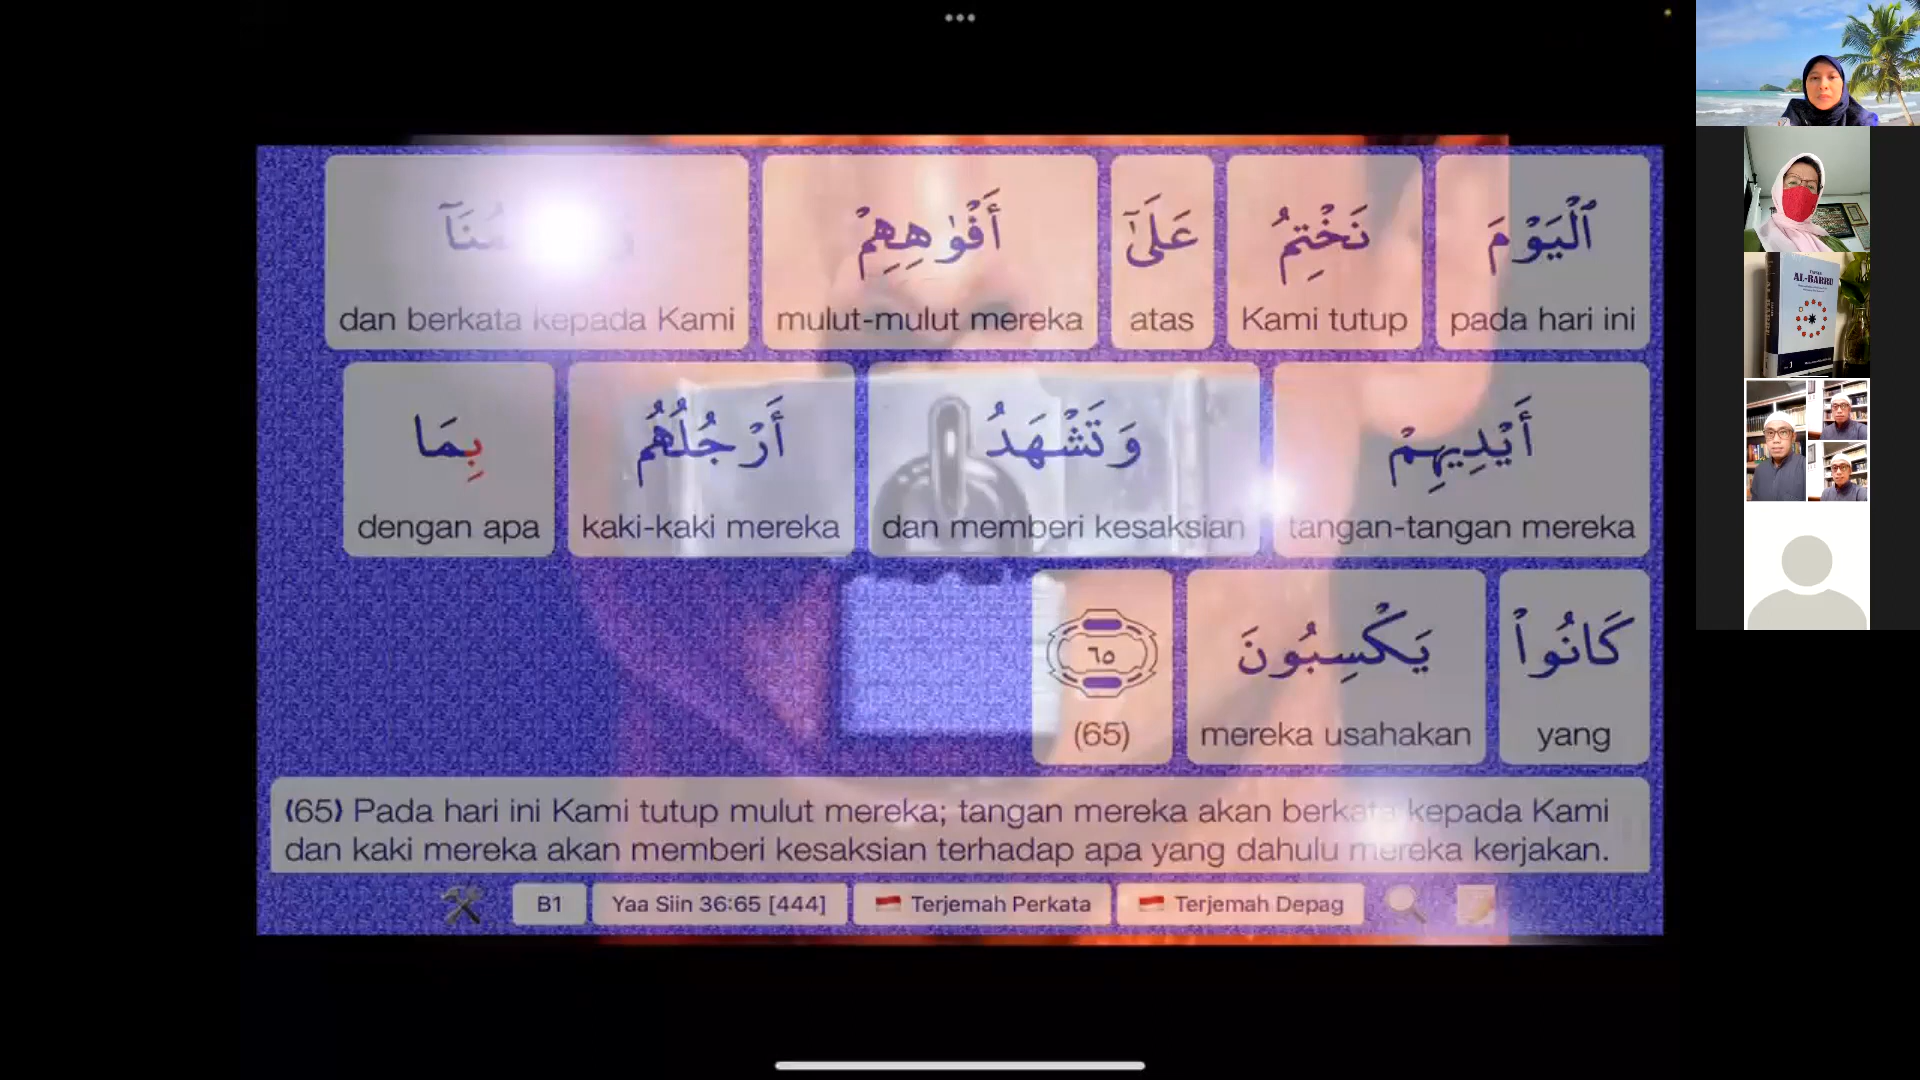 ٱلْيَوْمَ نَخْتِمُ عَلَىٰٓ أَفْوَٰهِهِمْ
pada hari ini Kami tutup atas mulut-mulut mereka dan berkata kepada Kami
أَيْدِيهِمْ وَتَشْهَدُ أَرْجُلُهُم بِمَا
tangan-tangan mereka dan memberi kesaksian kaki-kaki mereka dengan apa
كَانُوا۟ يَكْسِبُونَ ٦٥
yang mereka usahakan (65)
(65) Pada hari ini Kami tutup mulut mereka; tangan mereka akan berkata kepada Kami
dan kaki mereka akan memberi kesaksian terhadap apa yang dahulu mereka kerjakan.
B1 Yaa Siin 36:65 [444] Terjemah Perkata Terjemah Depag
AL-BARRU